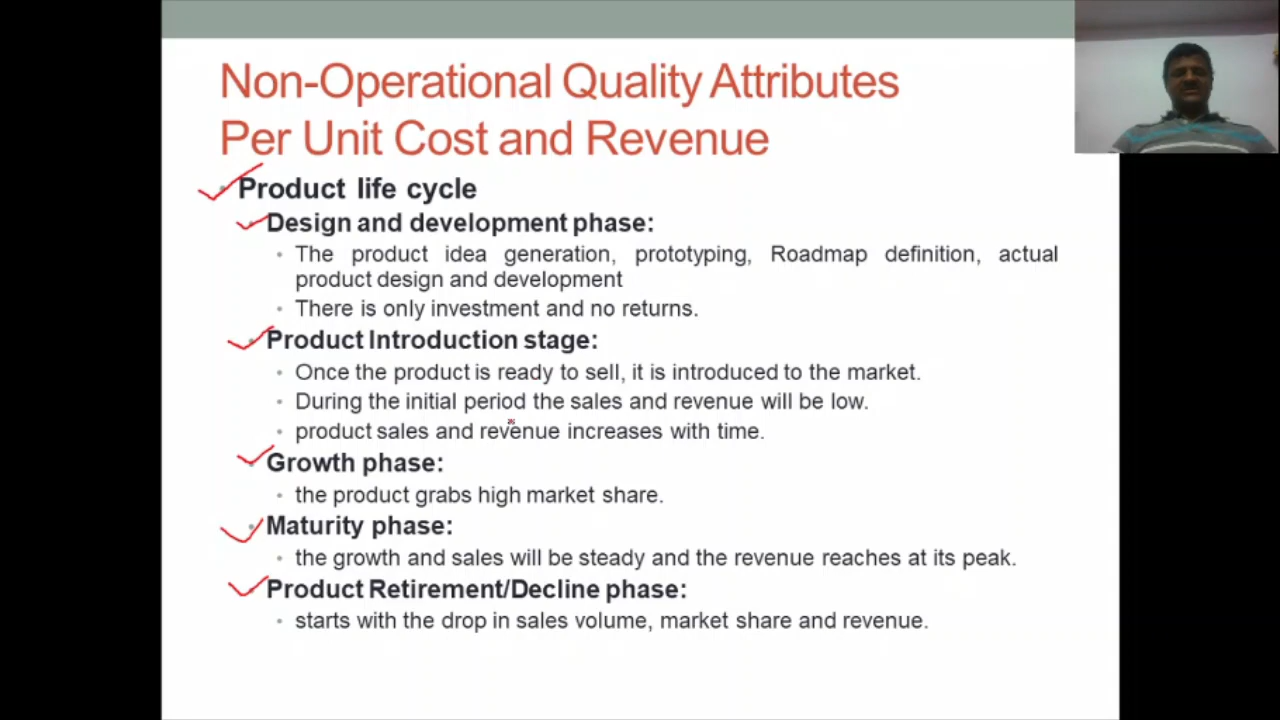 Non-Operational Quality Attributes
Per Unit Cost and Revenue
• Product life cycle
• Design and development phase:
• The product idea generation, prototyping, Roadmap definition, actual
product design and development
• There is only investment and no returns.
• Product Introduction stage:
• Once the product is ready to sell, it is introduced to the market.
• During the initial period the sales and revenue will be low.
• product sales and revenue increases with time.
• Growth phase:
• the product grabs high market share.
• Maturity phase:
• the growth and sales will be steady and the revenue reaches at its peak.
• Product Retirement/Decline phase:
• starts with the drop in sales volume, market share and revenue.